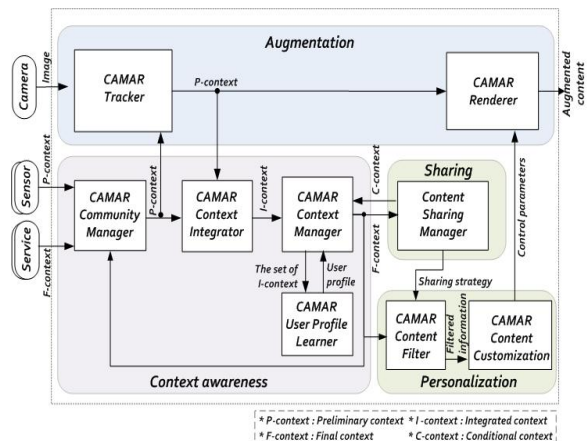 Augmentation
Camera
Image
CAMAR
Tracker
P-context
CAMAR
Renderer
Augmented
content
Sensor
P-context
Service
F-context
CAMAR
Community
Manager
P-context
CAMAR
Context
Integrator
I-context
CAMAR
Context
Manager
C-context
F-context
Sharing
Content
Sharing
Manager
Control parameters
The set of
I-context
User
profile
CAMAR
User Profile
Learner
Sharing strategy
CAMAR
Content
Filter
Filtered
information
CAMAR
Content
Customization
Context awareness
Personalization
* P-context : Preliminary context * I -context : Integrated context
* F-context : Final context * C-context : Conditional context